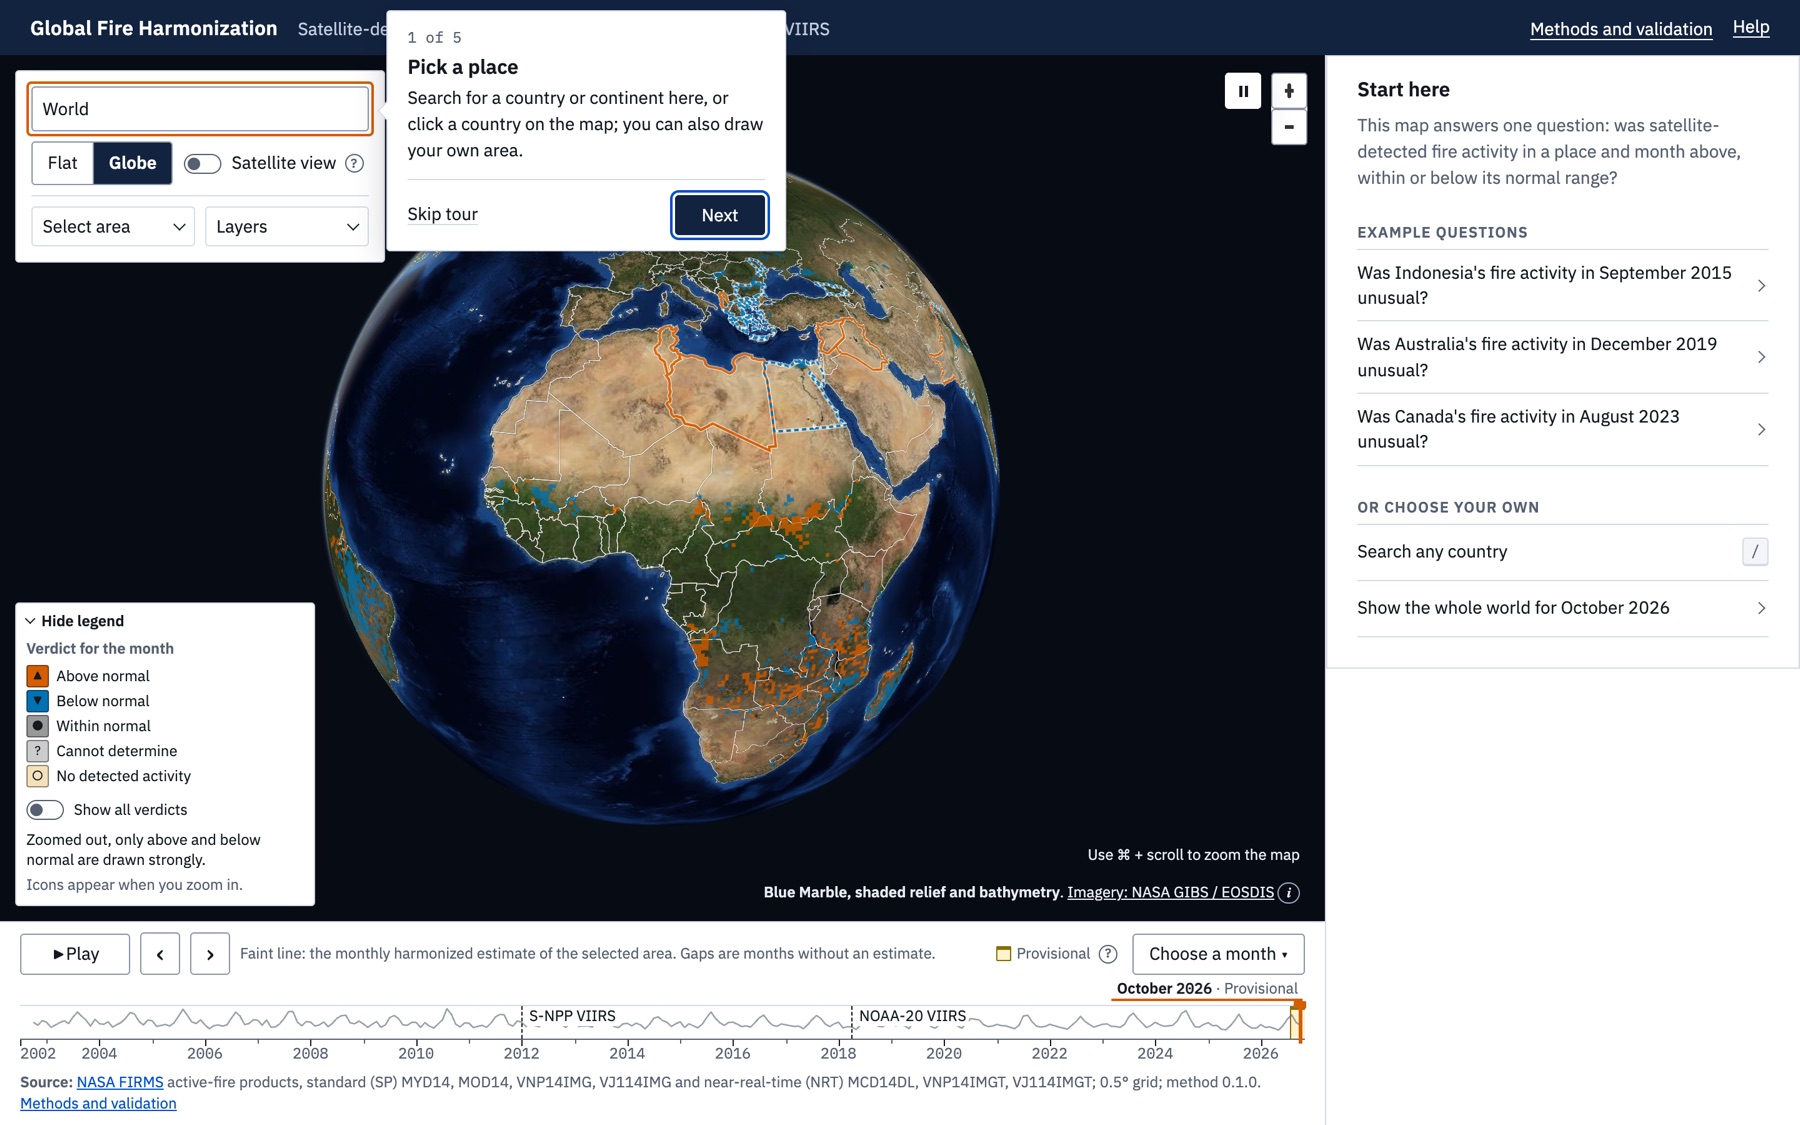 Global Fire Harmonization
Satellite-de
VIIRS
Methods and validation
Help
World
Flat
Globe
Satellite view
?
Select area
Layers
1 of 5
Pick a place
Search for a country or continent here, or
click a country on the map; you can also draw
your own area.
Skip tour
Next
+
-
Start here
This map answers one question: was satellite-
detected fire activity in a place and month above,
within or below its normal range?
EXAMPLE QUESTIONS
Was Indonesia's fire activity in September 2015
unusual?
Was Australia's fire activity in December 2019
unusual?
Was Canada's fire activity in August 2023
unusual?
OR CHOOSE YOUR OWN
Search any country
/
Show the whole world for October 2026
Hide legend
Verdict for the month
Above normal
Below normal
Within normal
? Cannot determine
No detected activity
Show all verdicts
Zoomed out, only above and below
normal are drawn strongly.
Icons appear when you zoom in.
Use ⌘ + scroll to zoom the map
Blue Marble, shaded relief and bathymetry. Imagery: NASA GIBS / EOSDIS i
Play
Faint line: the monthly harmonized estimate of the selected area. Gaps are months without an estimate.
Provisional ?
Choose a month
October 2026 · Provisional
S-NPP VIIRS
NOAA-20 VIIRS
2002 2004 2006 2008 2010 2012 2014 2016 2018 2020 2022 2024 2026
Source: NASA FIRMS active-fire products, standard (SP) MYD14, MOD14, VNP14IMG, VJ114IMG and near-real-time (NRT) MCD14DL, VNP14IMGT, VJ114IMGT; 0.5° grid; method 0.1.0.
Methods and validation